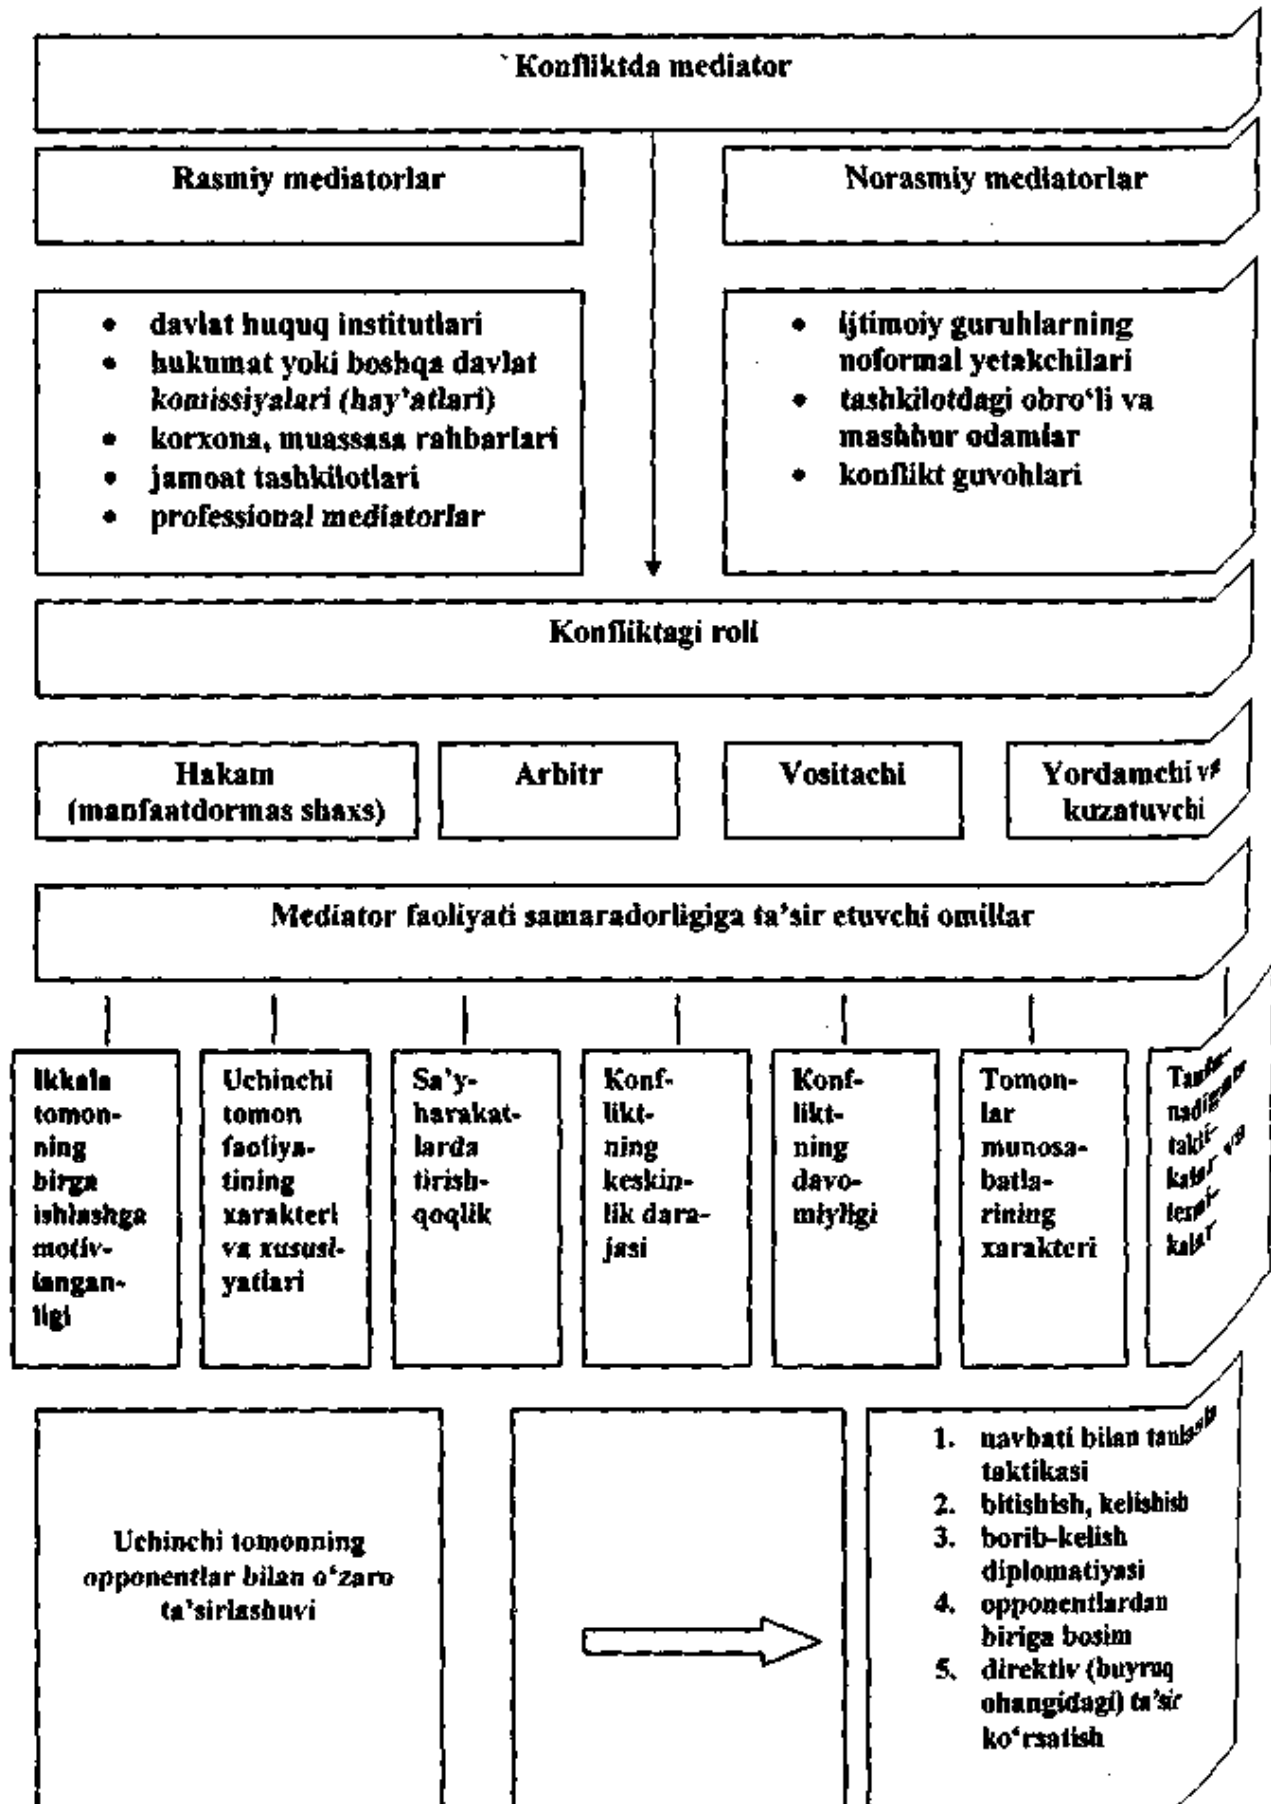 Konfliktda mediator
Rasmiy mediatorlar
Norasmiy mediatorlar
• davlat huquq institutlari
• hukumat yoki boshqa davlat
komissiyalari (hay’atlari)
• korxona, muassasa rahbarlari
• jamoat tashkilotlari
• professional mediatorlar
• ijtimoiy guruhlarning
noformal yetakchilari
• tashkilotdagi obro‘li va
mashhur odamlar
• konflikt guvohlari
Konfliktagi roli
Hakam
(manfaatdormas shaxs)
Arbitr
Vositachi
Yordamchi va
kuzatuvchi
Mediator faoliyati samaradorligiga ta’sir etuvchi omillar
Ikkala
tomon-
ning
birga
ishlashga
motiv-
langan-
ligi
Uchinchi
tomon
faoliya-
tining
xarakteri
va xususi-
yatlari
Sa’y-
harakat-
larda
tirish-
qoqlik
Konf-
likt-
ning
keskin-
lik dara-
jasi
Konf-
likt-
ning
davo-
miyligi
Tomon-
lar
munosa-
batla-
rining
xarakteri
takti-
kalar va
kalar
Uchinchi tomonning
opponentlar bilan o‘zaro
ta’sirlashuvi
1. navbati bilan tanlash
taktikasi
2. bitishish, kelishish
3. borib-kelish
diplomatiyasi
4. opponentlardan
biriga bosim
5. direktiv (buyruq
ohangidagi) ta’sir
ko‘rsatish